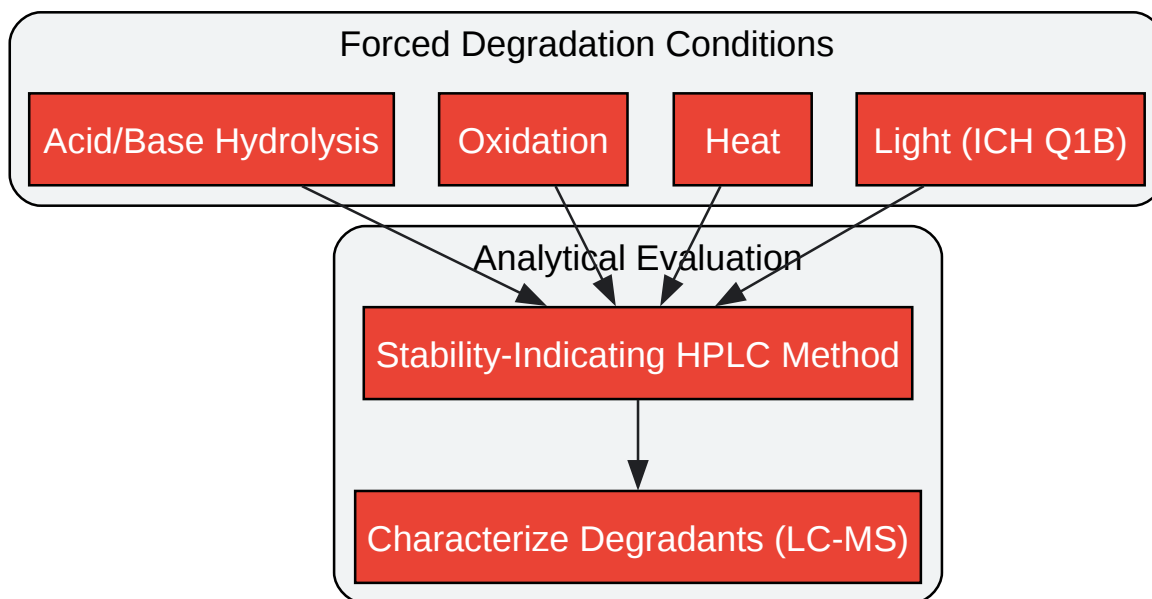 Forced Degradation Conditions
Acid/Base Hydrolysis
Oxidation
Heat
Light (ICH Q1B)
Analytical Evaluation
Stability-Indicating HPLC Method
Characterize Degradants (LC-MS)